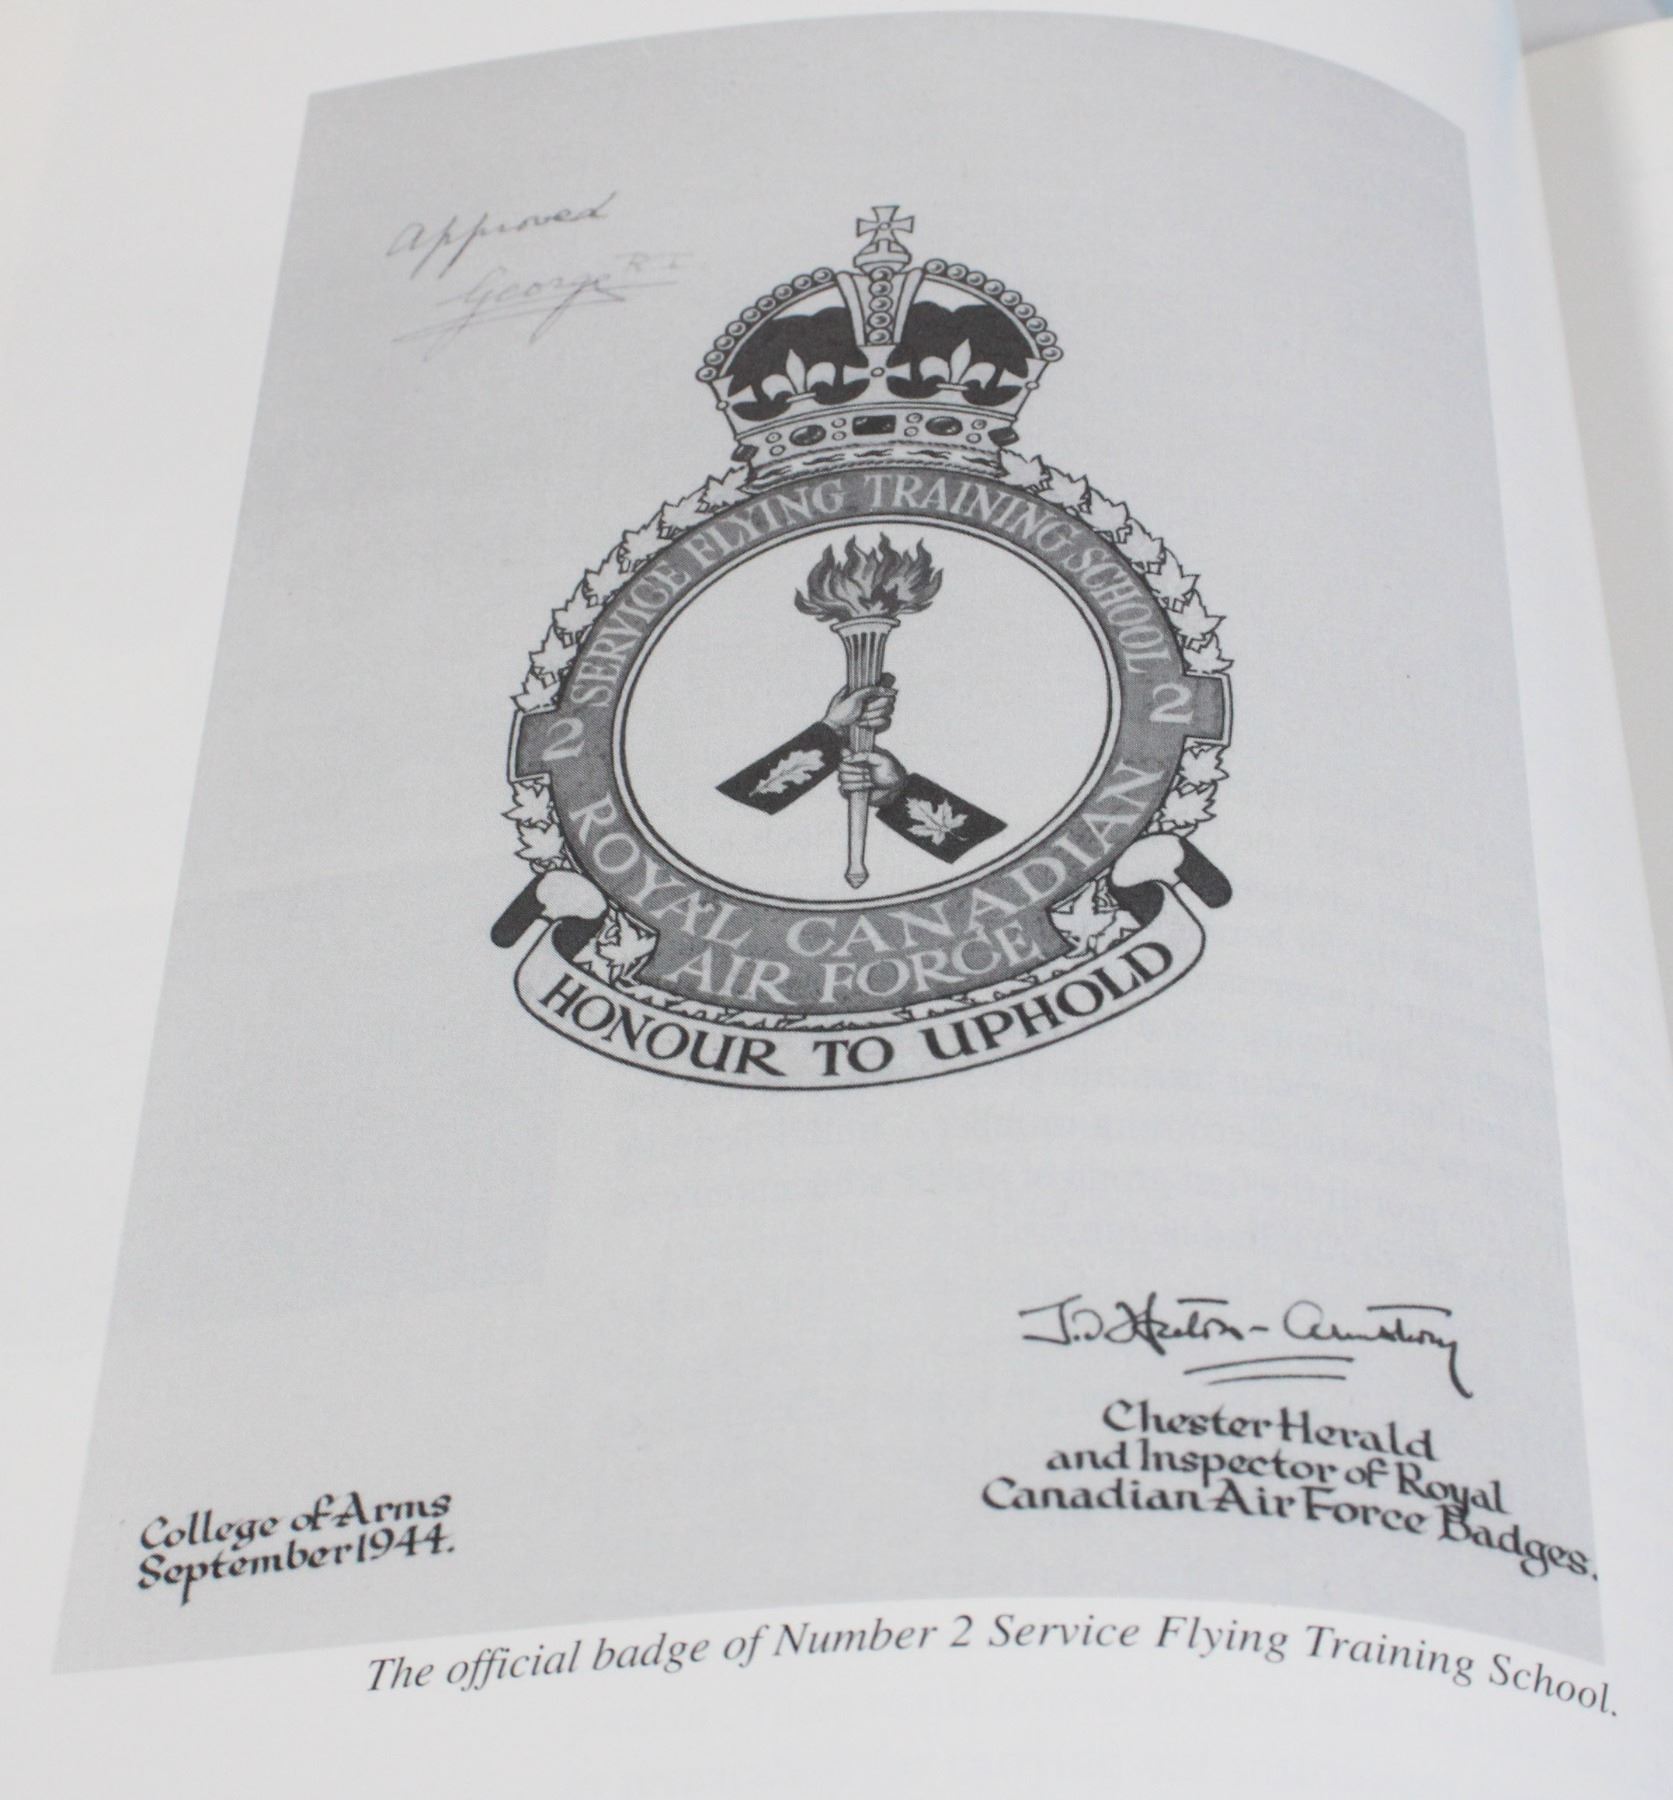 Approved
George R I
SERVICE FLYING TRAINING SCHOOL
2 2
ROYAL CANADIAN
AIR FORCE
HONOUR TO UPHOLD
J. D. Heaton-Armstrong
Chester Herald
and Inspector of Royal
Canadian Air Force Badges.
College of Arms
September 1944.
The official badge of Number 2 Service Flying Training School.